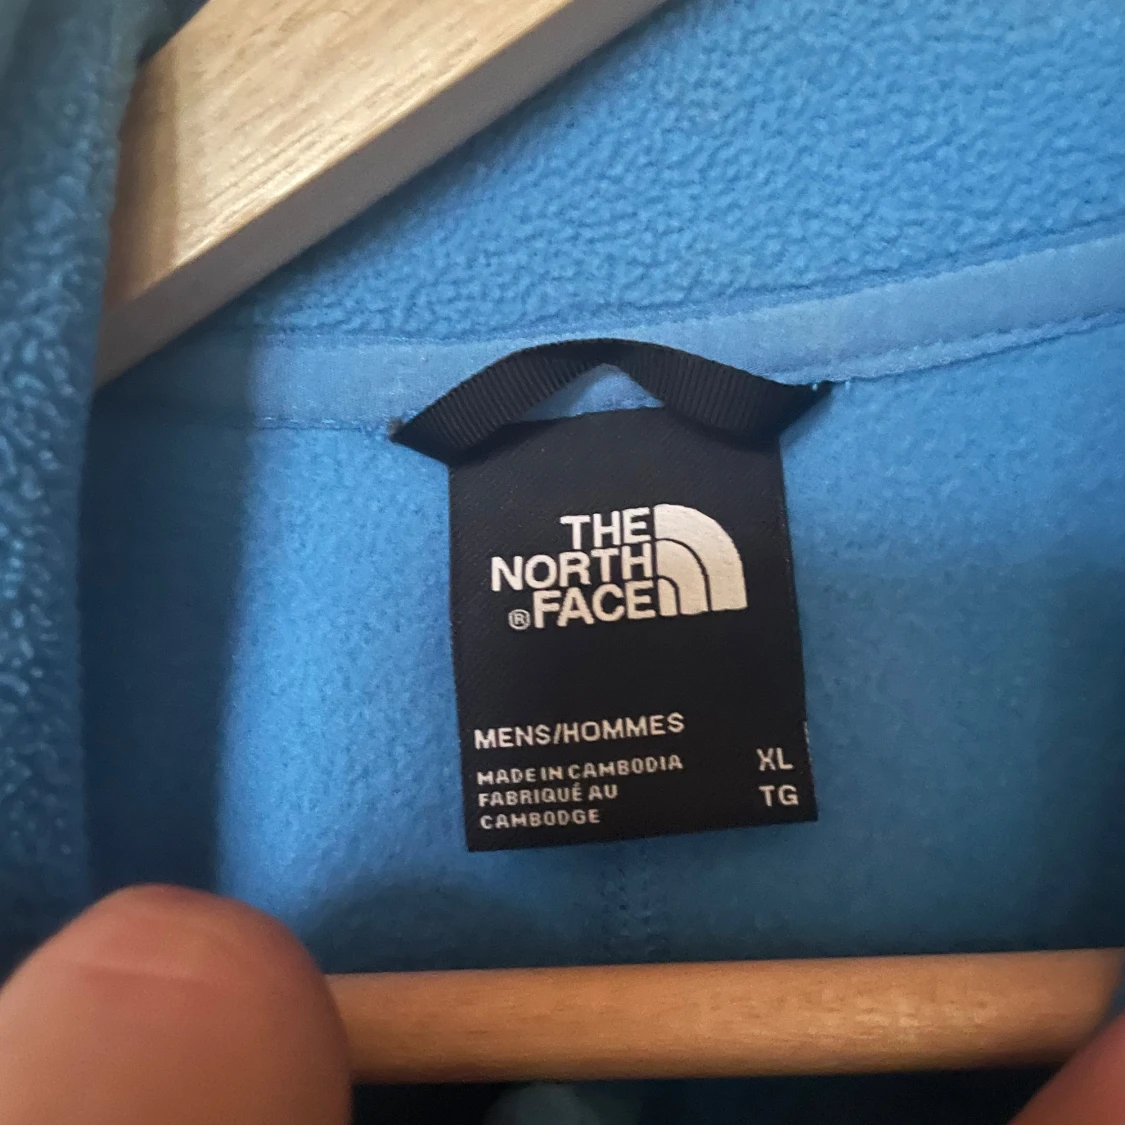 THE
NORTH
®FACE
MENS/HOMMES
MADE IN CAMBODIA
FABRIQUÉ AU
CAMBODGE
XL
TG